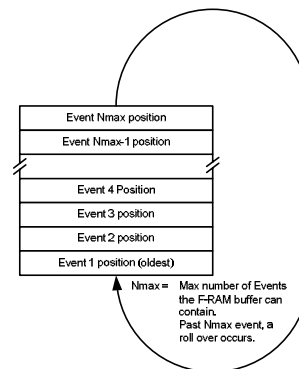 Event Nmax position
Event Nmax-1 position
Event 4 Position
Event 3 position
Event 2 position
Event 1 position (oldest)
Nmax = Max number of Events
the F-RAM buffer can
contain.
Past Nmax event, a
roll over occurs.